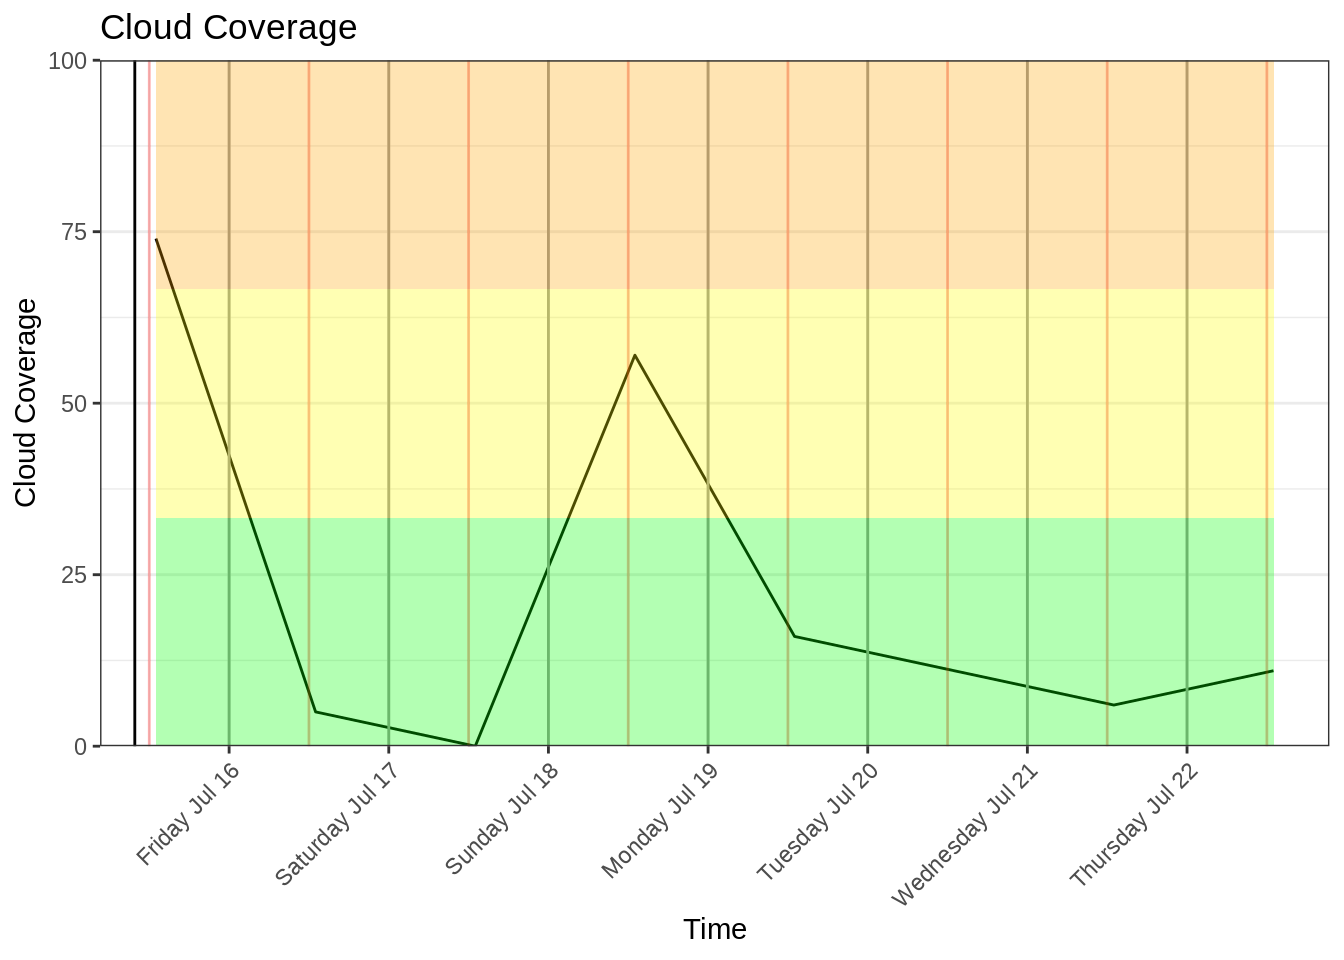 Cloud Coverage
Cloud Coverage
100
75
50
25
0
Friday Jul 16
Saturday Jul 17
Sunday Jul 18
Monday Jul 19
Tuesday Jul 20
Wednesday Jul 21
Thursday Jul 22
Time